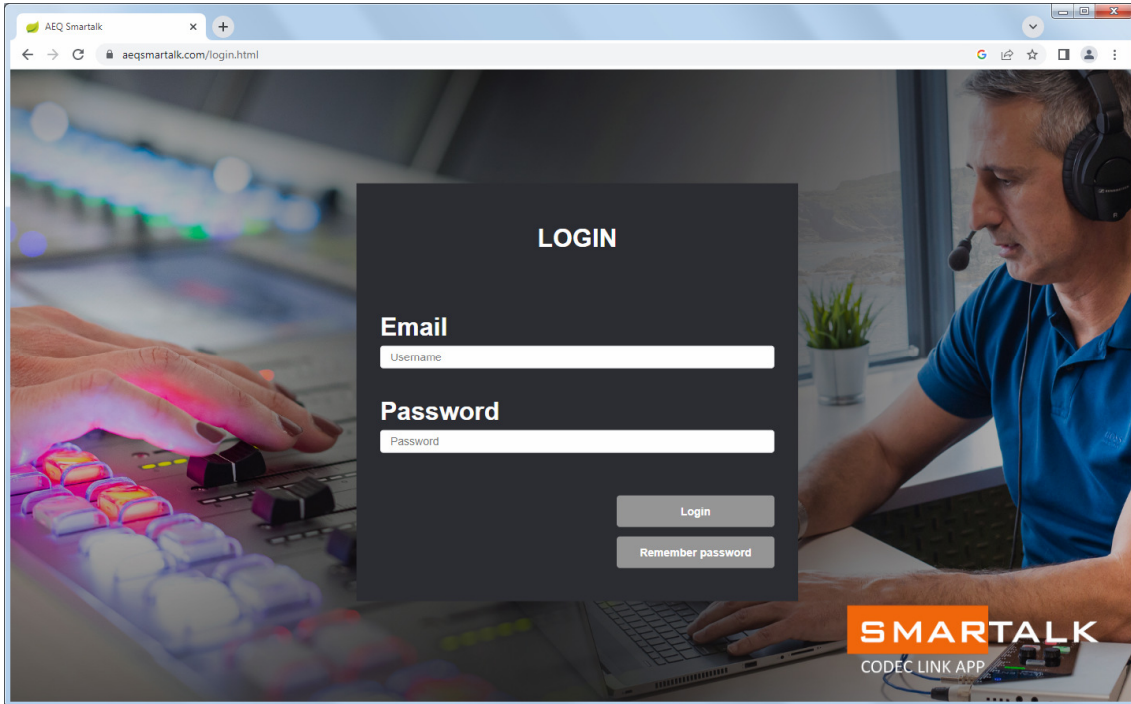 AEQ Smartalk
aeqsmartalk.com/login.html
LOGIN
Email
Username
Password
Password
Login
Remember password
SMARTALK
CODEC LINK APP